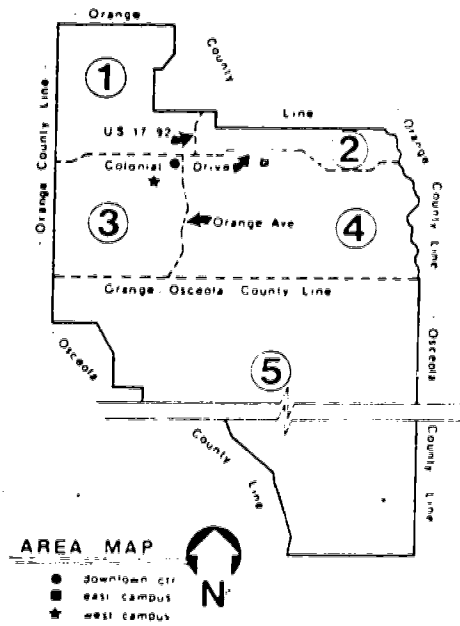 Orange
County
Orange County Line
1
US 17 92
Line
2
Orange
County Line
Colonial Drive
3
Orange Ave
4
Orange Osceola County Line
Osceola
5
Osceola
County Line
County
Line
AREA MAP
downtown ctr
east campus
west campus
N